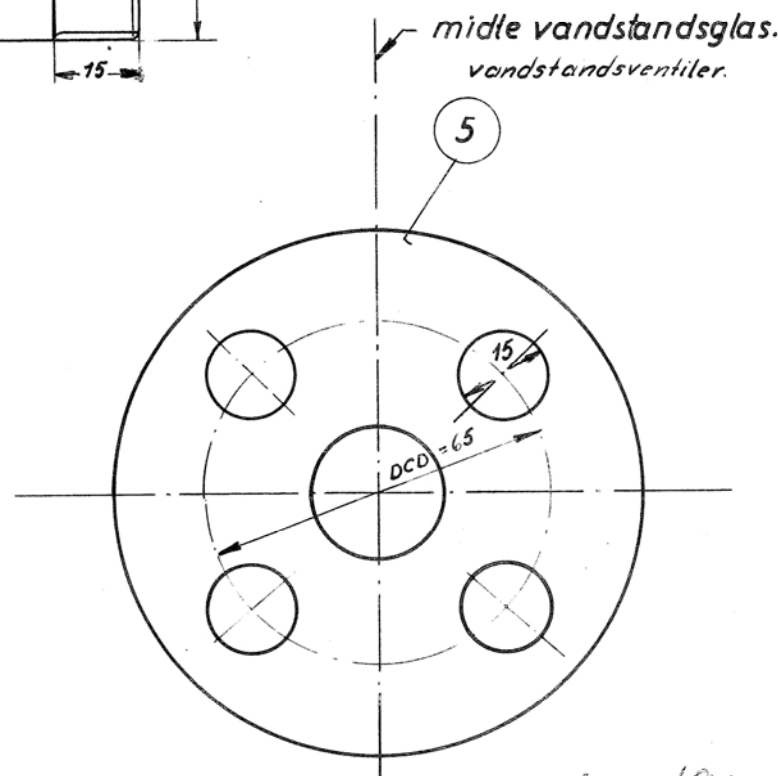 midle vandstandsglas.
vandstandsventiler.
15
5
15
DCD = 65